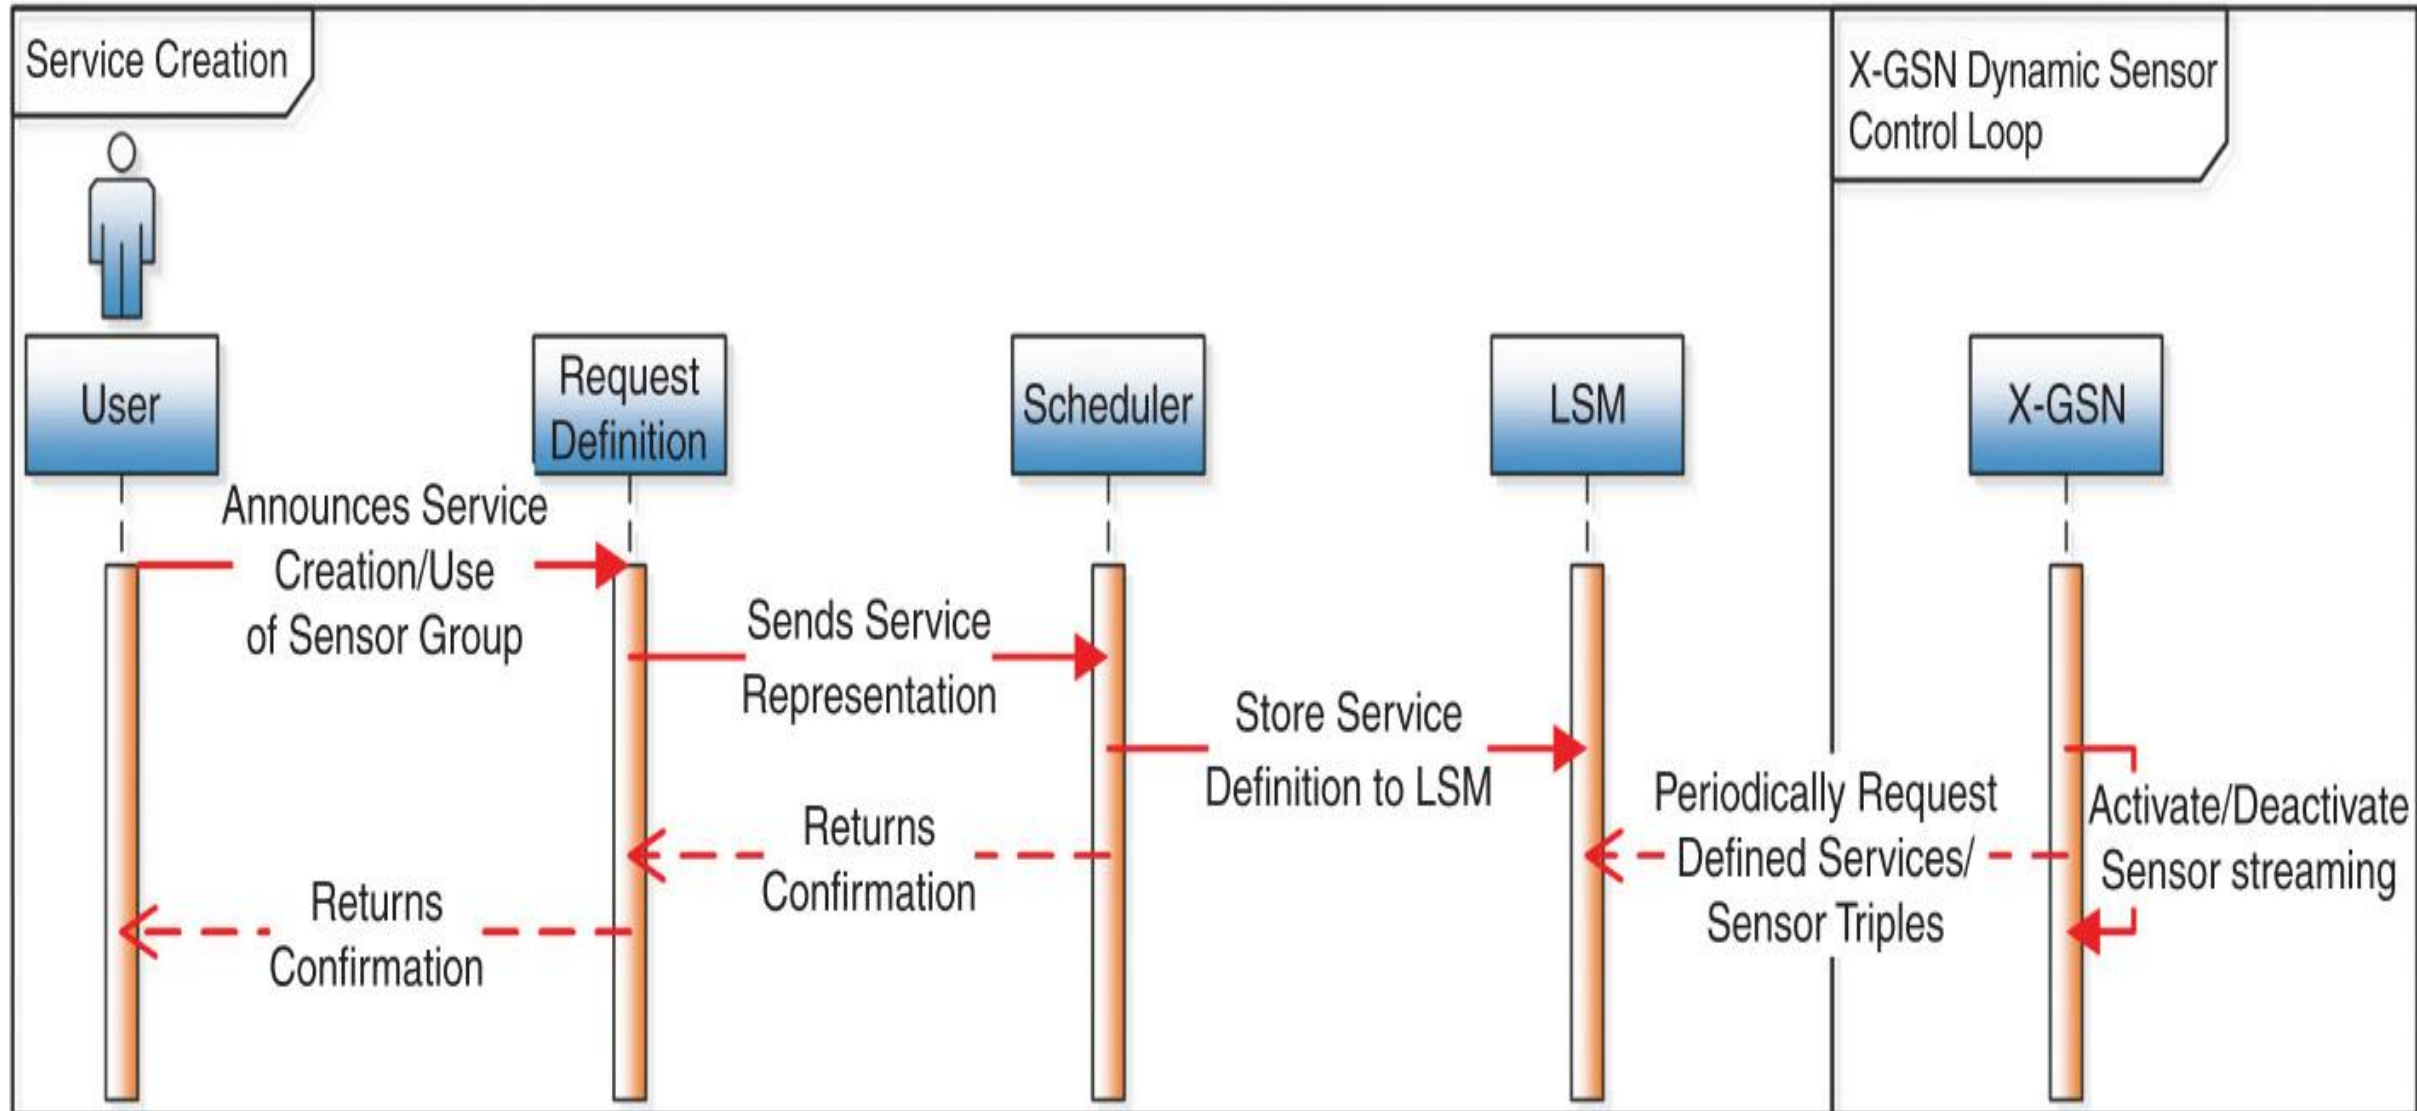 Service Creation
X-GSN Dynamic Sensor
Control Loop
User
Request
Definition
Scheduler
LSM
X-GSN
Announces Service
Creation/Use
of Sensor Group
Sends Service
Representation
Store Service
Definition to LSM
Periodically Request
Defined Services/
Sensor Triples
Activate/Deactivate
Sensor streaming
Returns
Confirmation
Returns
Confirmation